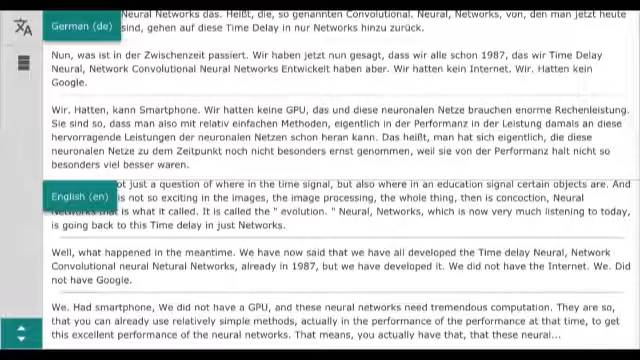 German (de)
Neural Networks das. Heißt, die, so genannten Convolutional. Neural, Networks, von, den man jetzt heute
sind, gehen auf diese Time Delay in nur Networks hinzu zurück.
Nun, was ist in der Zwischenzeit passiert. Wir haben jetzt nun gesagt, dass wir alle schon 1987, das wir Time Delay
Neural, Network Convolutional Neural Networks Entwickelt haben aber. Wir hatten kein Internet. Wir. Hatten kein
Google.
Wir. Hatten, kann Smartphone. Wir hatten keine GPU, das und diese neuronalen Netze brauchen enorme Rechenleistung.
Sie sind so, dass man also mit relativ einfachen Methoden, eigentlich in der Performanz in der Leistung damals an diese
hervorragende Leistungen der neuronalen Netzen schon heran kann. Das heißt, man hat sich eigentlich, die diese
neuronalen Netze zu dem Zeitpunkt noch nicht besonders ernst genommen, weil sie von der Performanz halt nicht so
besonders viel besser waren.
English (en)
ot just a question of where in the time signal, but also where in an education signal certain objects are. And
is not so exciting in the images, the image processing, the whole thing, then is concoction, Neural
Networks that is what it called. It is called the " evolution. " Neural, Networks, which is now very much listening to today,
is going back to this Time delay in just Networks.
Well, what happened in the meantime. We have now said that we have all developed the Time delay Neural, Network
Convolutional neural Netural Networks, already in 1987, but we have developed it. We did not have the Internet. We. Did
not have Google.
We. Had smartphone, We did not have a GPU, and these neural networks need tremendous computation. They are so,
that you can already use relatively simple methods, actually in the performance of the performance at that time, to get
this excellent performance of the neural networks. That means, you actually have that, that these neural...